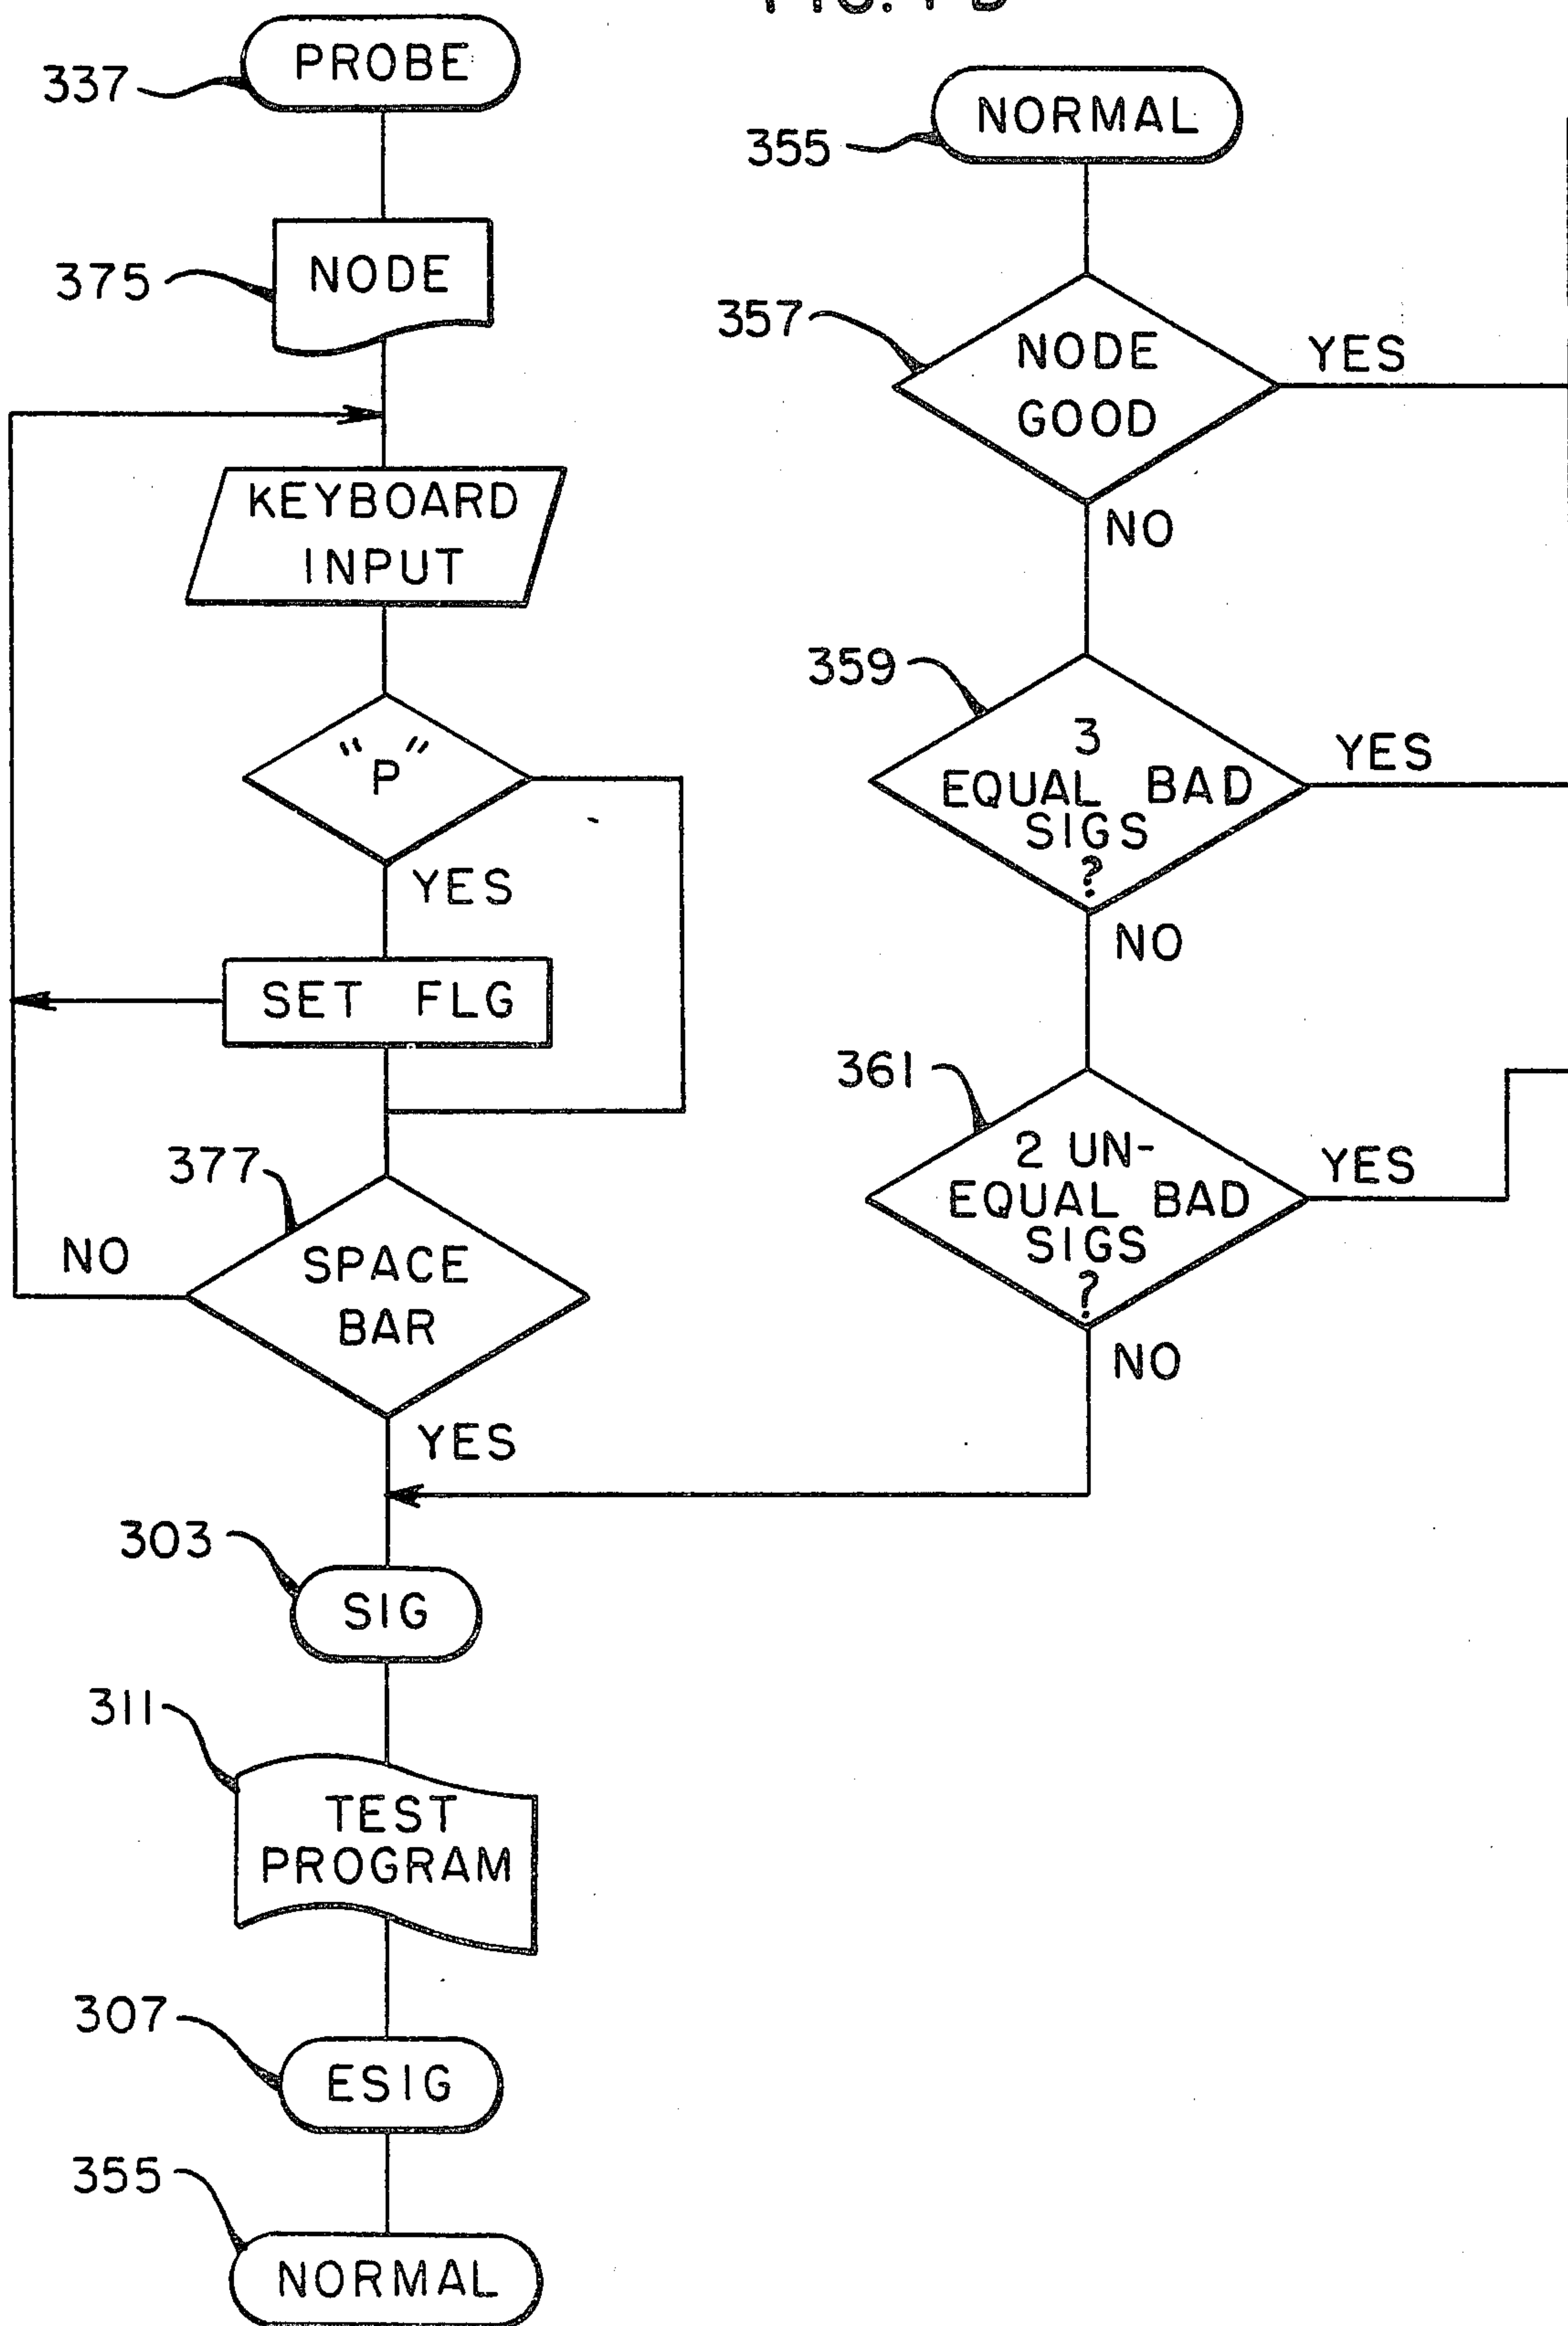 337
PROBE
375
NODE
KEYBOARD
INPUT
"P"
YES
SET FLG
377
NO
SPACE
BAR
YES
303
SIG
311
TEST
PROGRAM
307
ESIG
355
NORMAL
355
NORMAL
357
NODE
GOOD
YES
NO
359
3
EQUAL BAD
SIGS
?
YES
NO
361
2 UN-
EQUAL BAD
SIGS
?
YES
NO